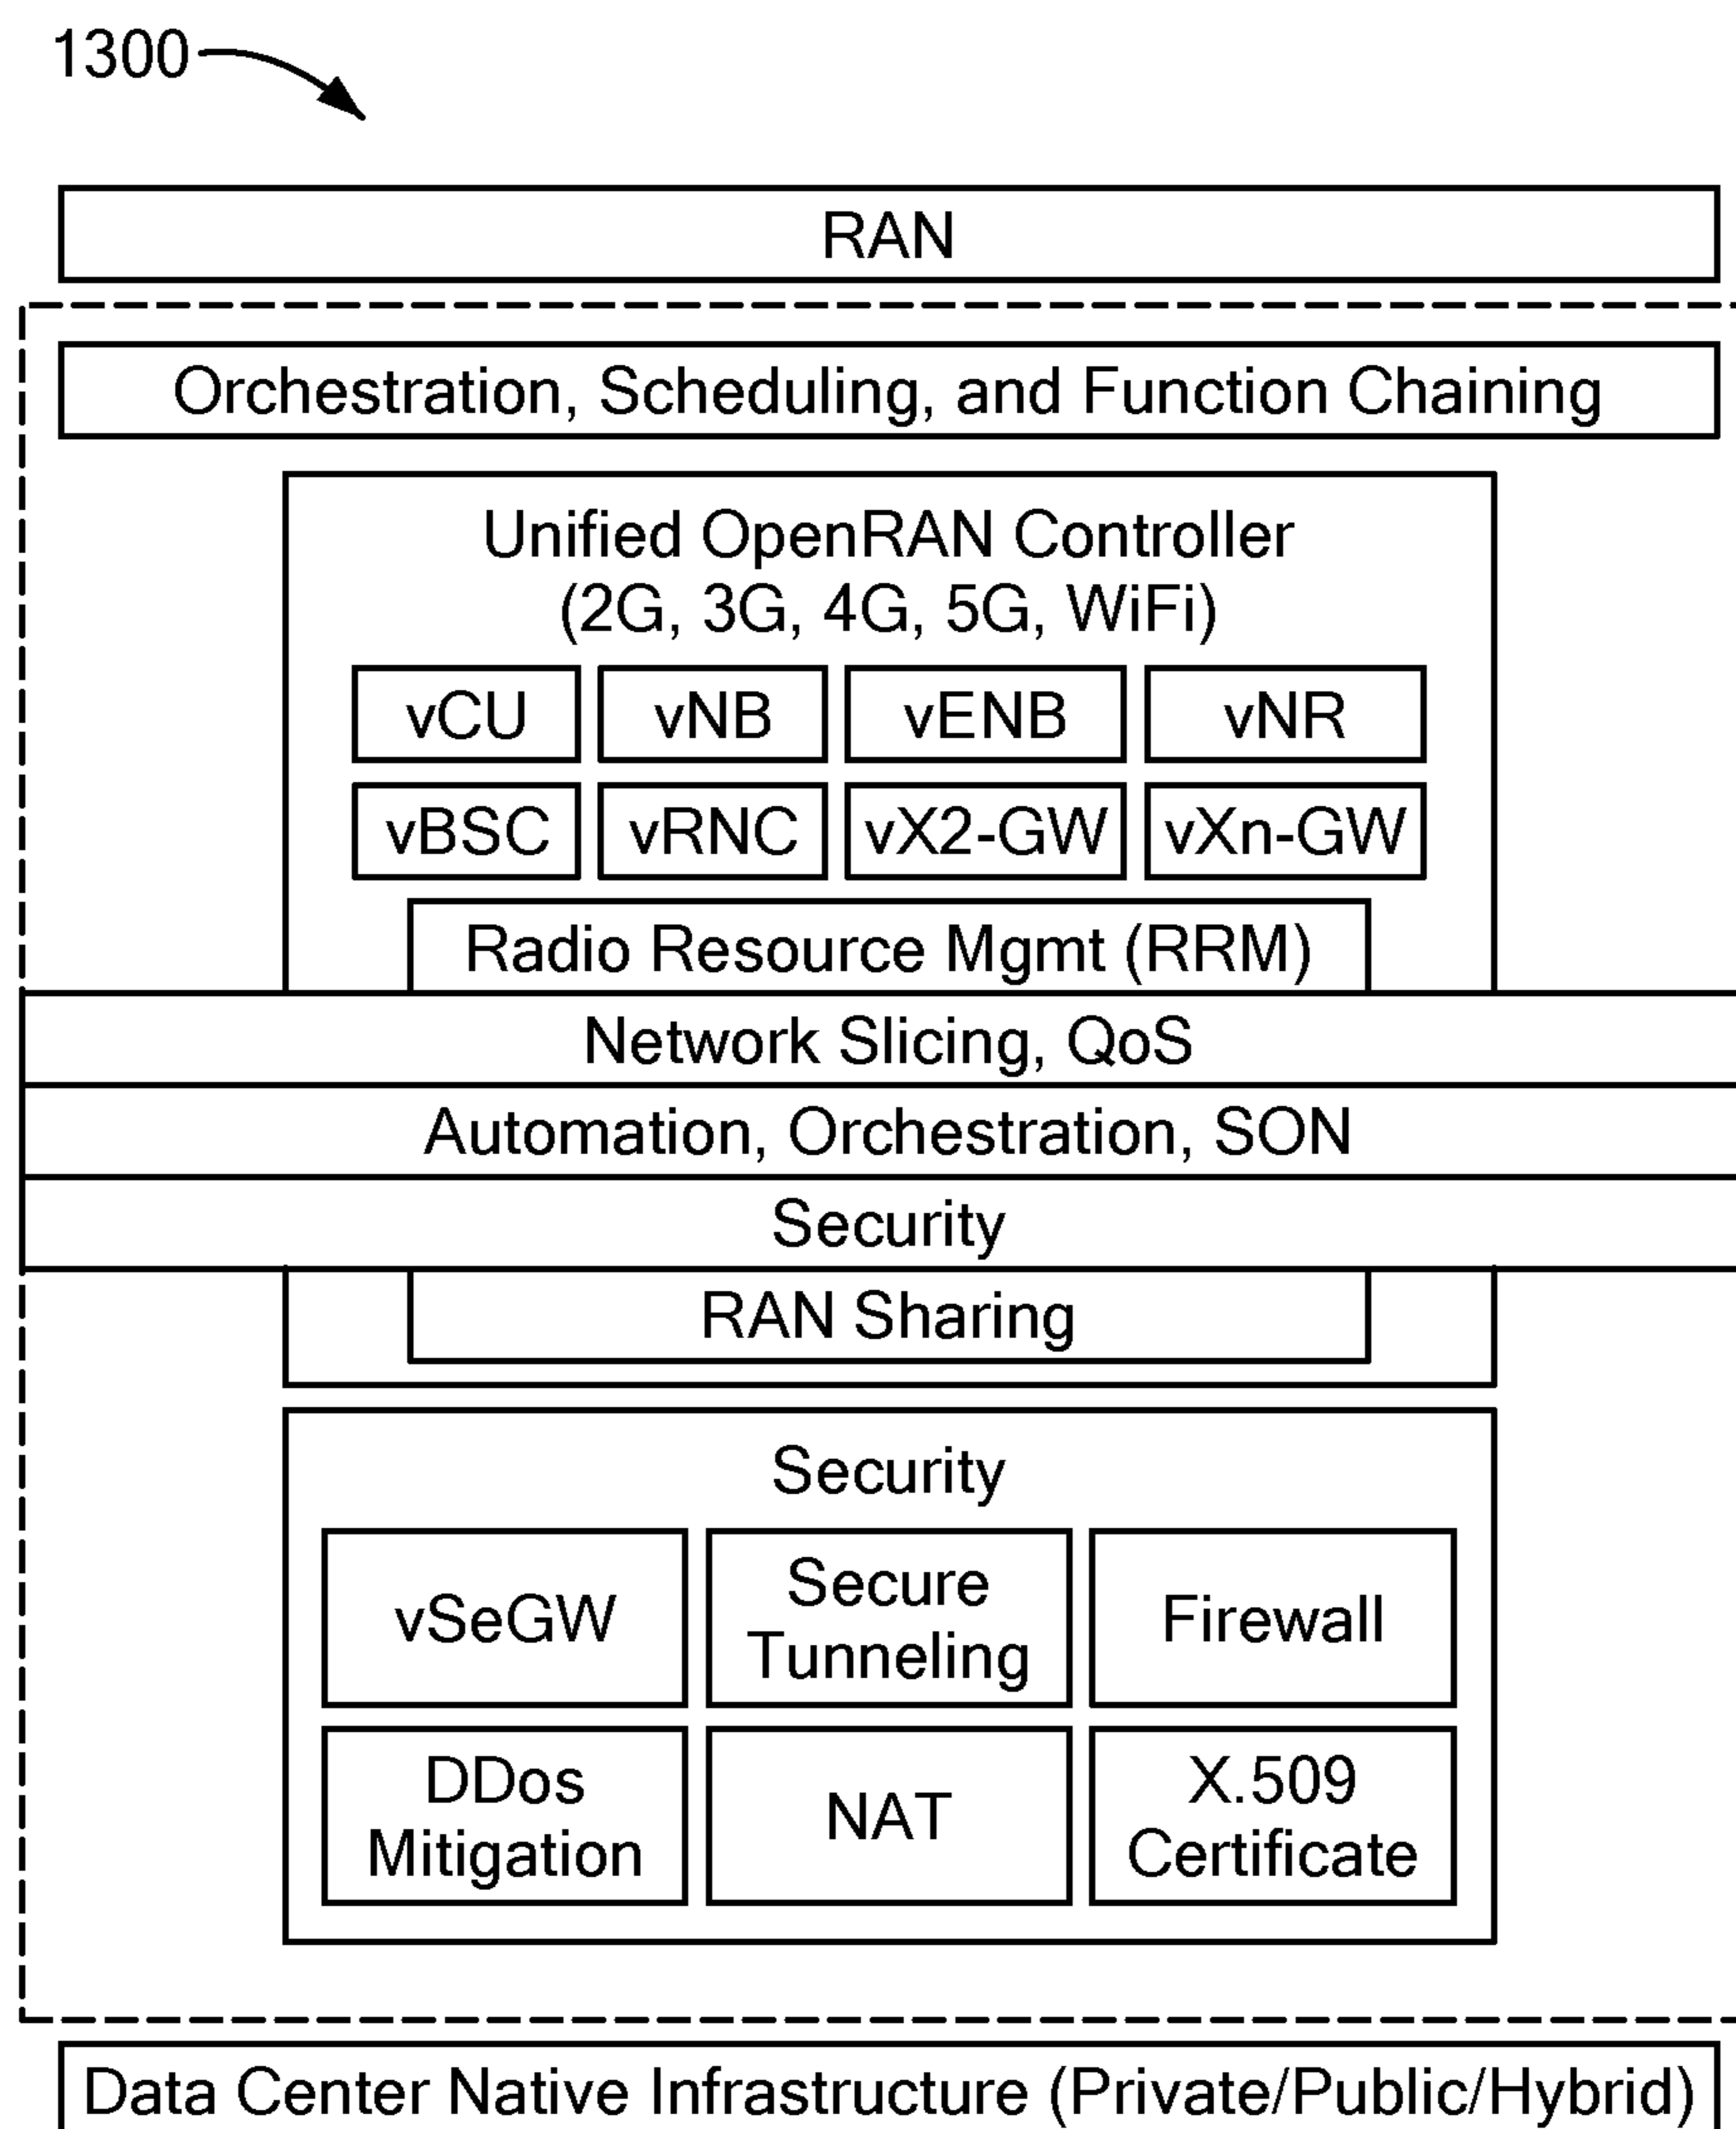 1300
RAN
Orchestration, Scheduling, and Function Chaining
Unified OpenRAN Controller
(2G, 3G, 4G, 5G, WiFi)
vCU vNB vENB vNR
vBSC vRNC vX2-GW vXn-GW
Radio Resource Mgmt (RRM)
Network Slicing, QoS
Automation, Orchestration, SON
Security
RAN Sharing
Security
vSeGW
Secure
Tunneling
Firewall
DDos
Mitigation
NAT
X.509
Certificate
Data Center Native Infrastructure (Private/Public/Hybrid)